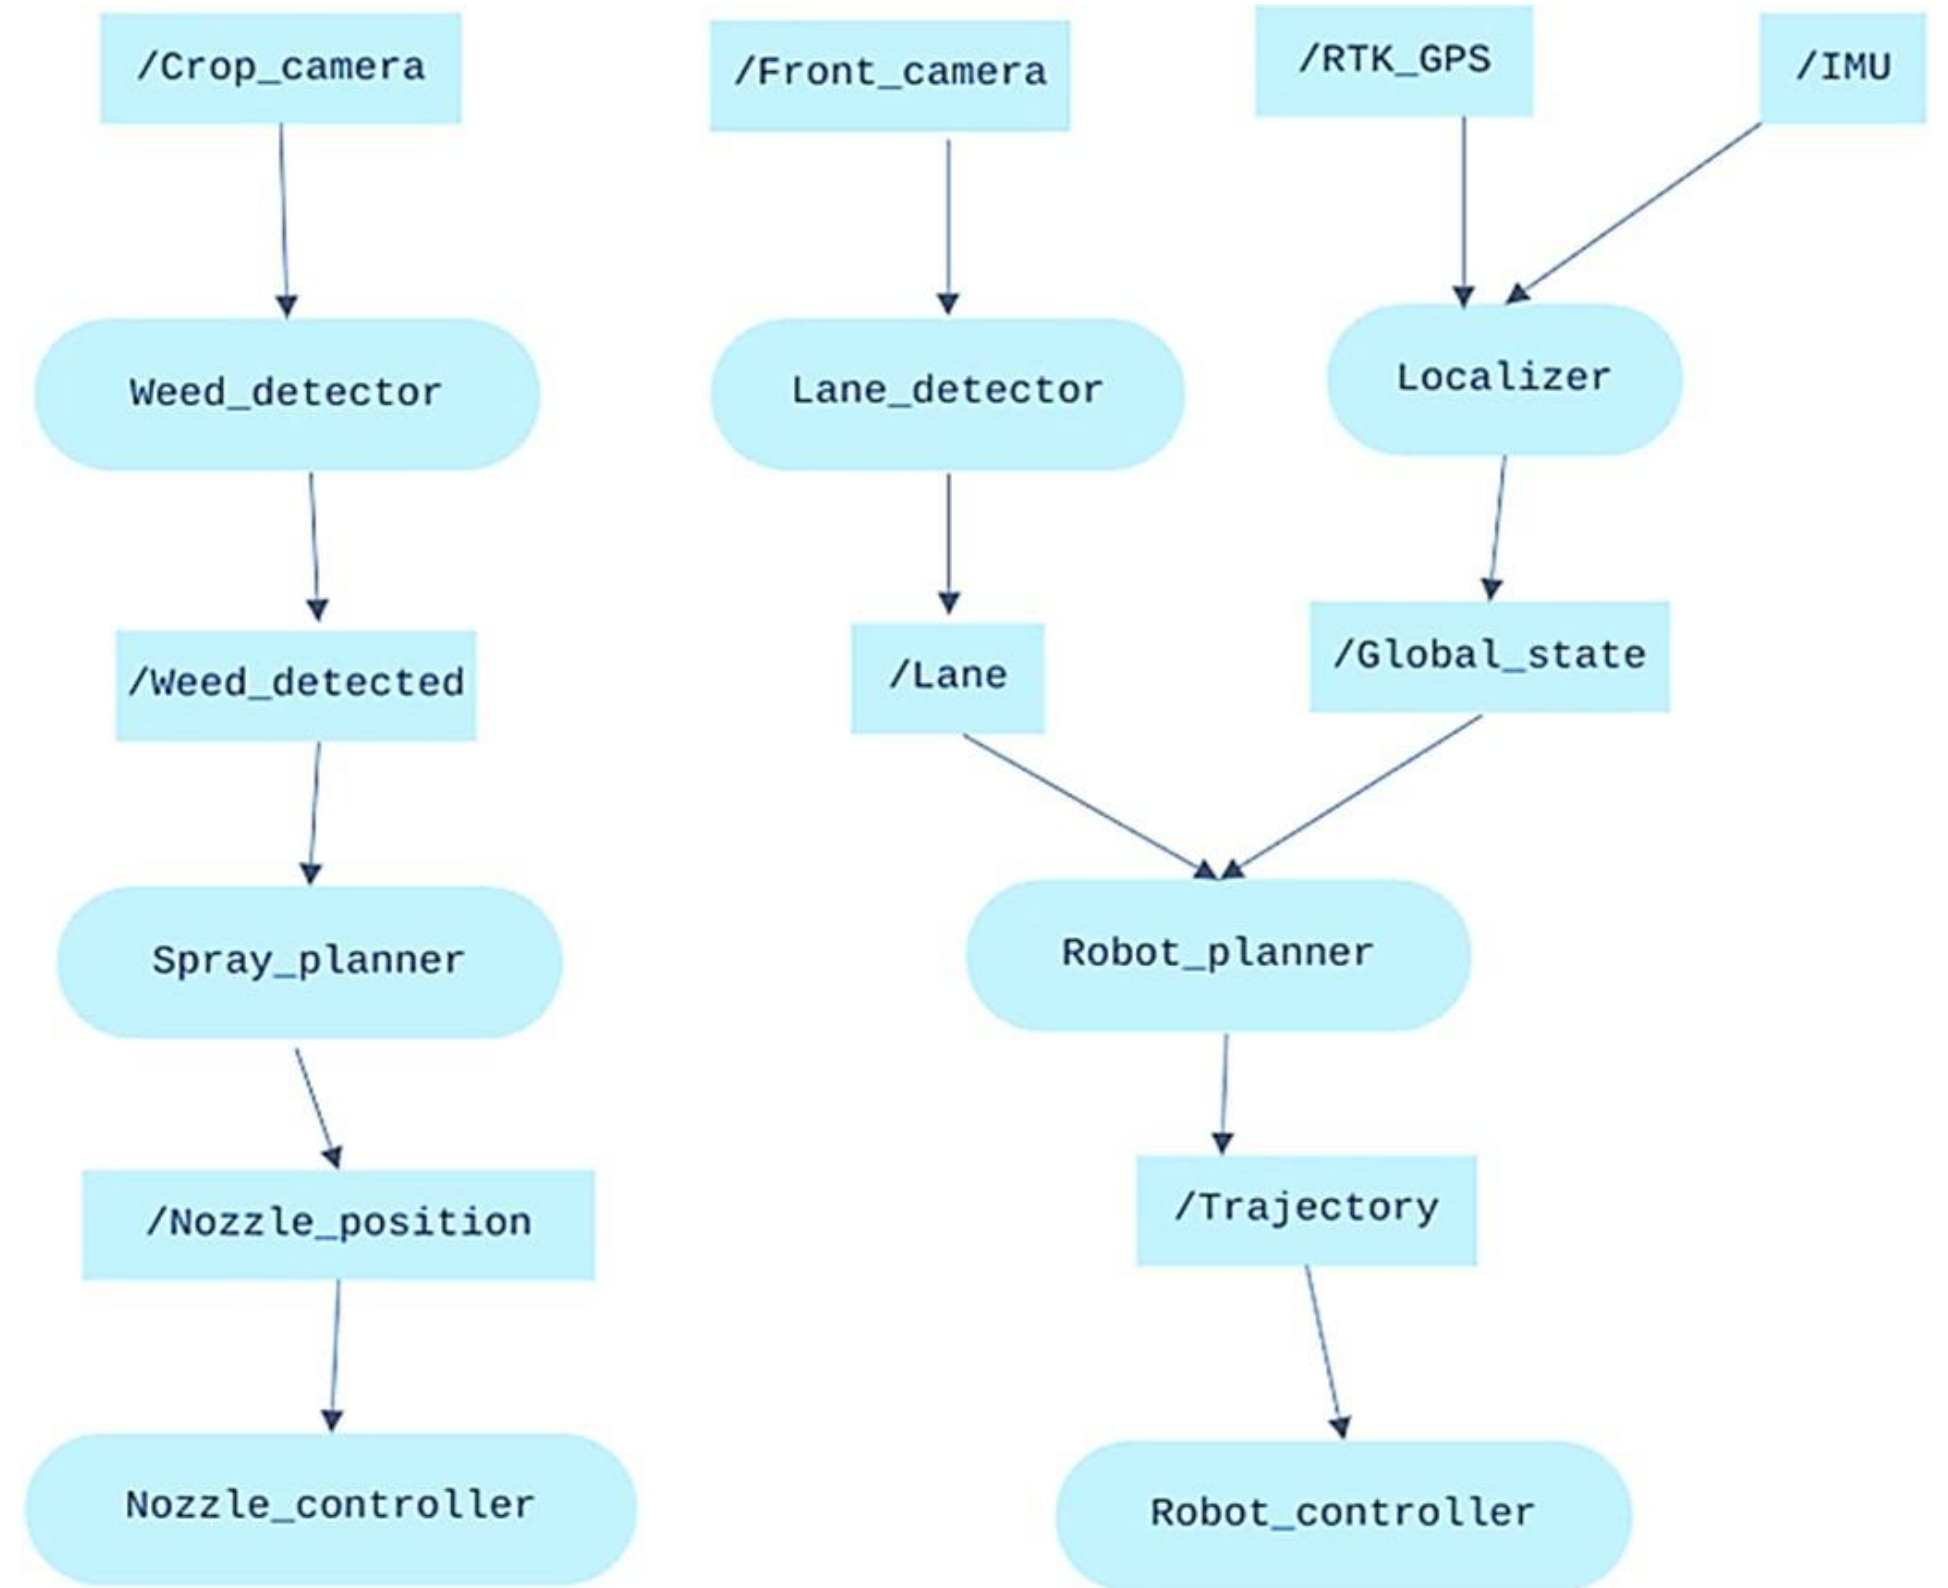 /Crop_camera
/Front_camera
/RTK_GPS
/IMU
Weed_detector
Lane_detector
Localizer
/Weed_detected
/Lane
/Global_state
Spray_planner
Robot_planner
/Nozzle_position
/Trajectory
Nozzle_controller
Robot_controller